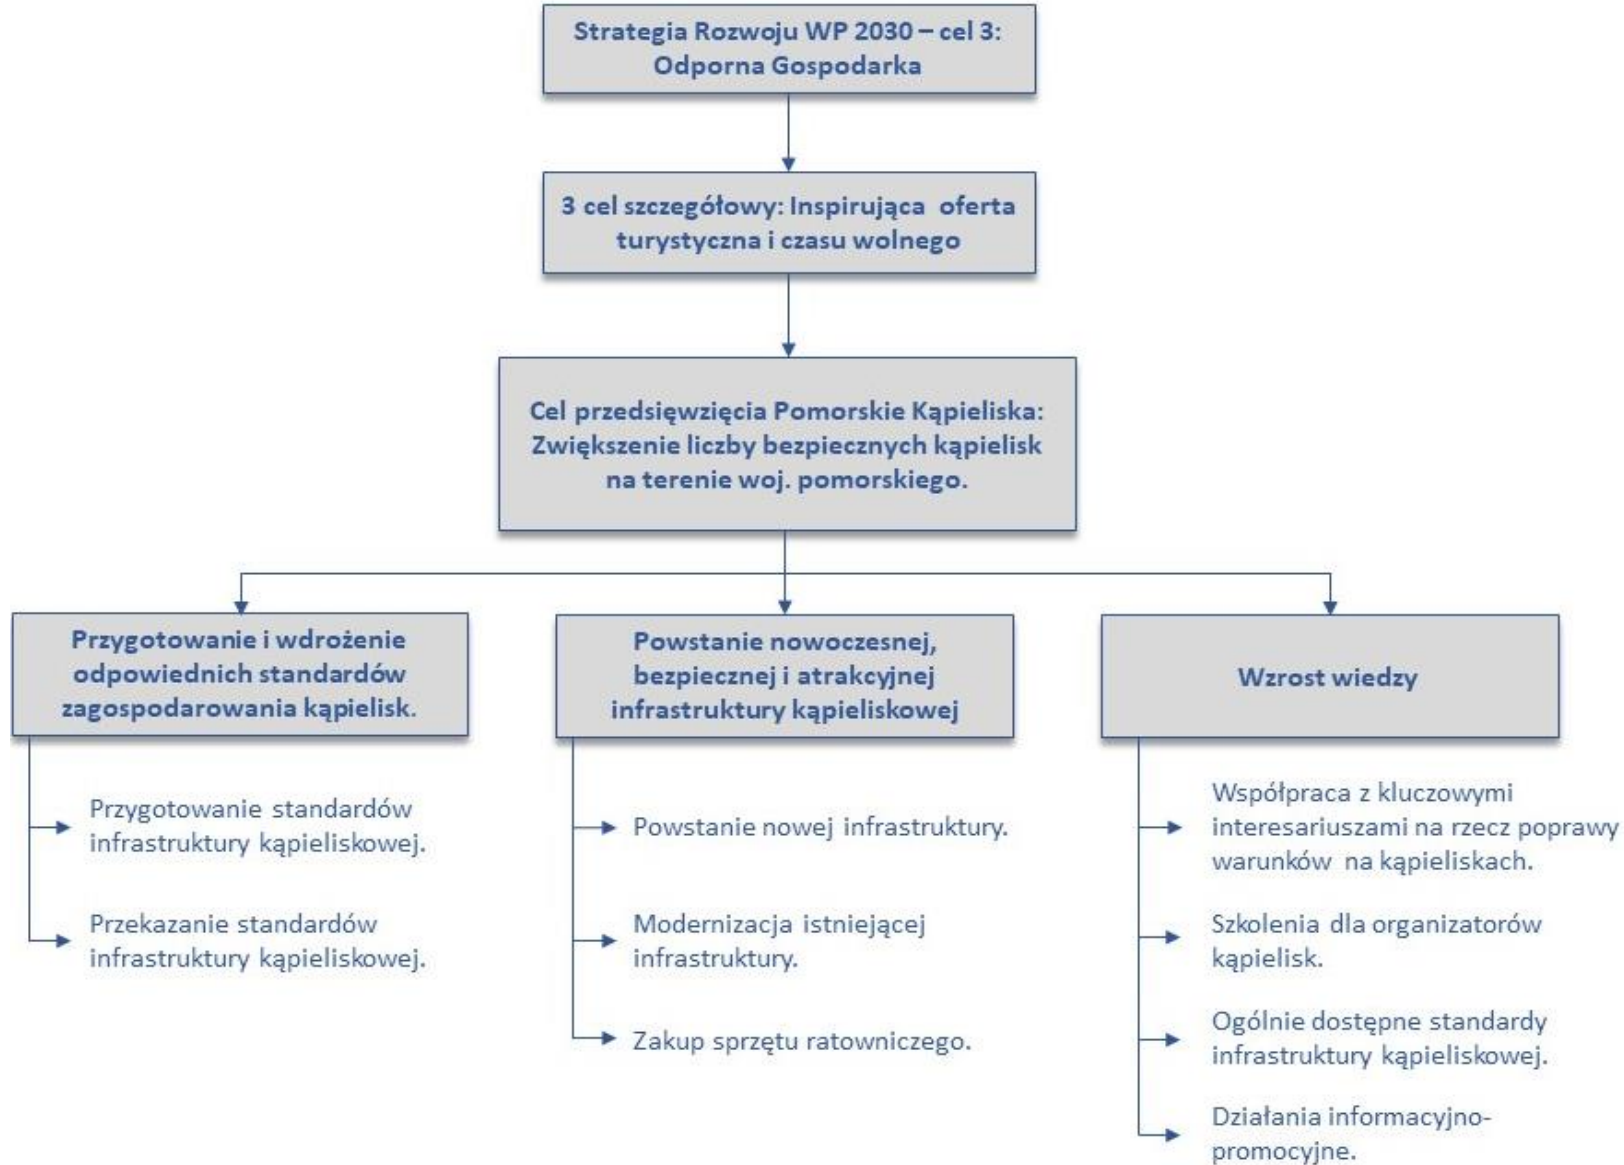 Strategia Rozwoju WP 2030 – cel 3:
Odporna Gospodarka
3 cel szczegółowy: Inspirująca oferta
turystyczna i czasu wolnego
Cel przedsięwzięcia Pomorskie Kąpieliska:
Zwiększenie liczby bezpiecznych kąpielisk
na terenie woj. pomorskiego.
Przygotowanie i wdrożenie
odpowiednich standardów
zagospodarowania kąpielisk.
Przygotowanie standardów
infrastruktury kąpieliskowej.
Przekazanie standardów
infrastruktury kąpieliskowej.
Powstanie nowoczesnej,
bezpiecznej i atrakcyjnej
infrastruktury kąpieliskowej
Powstanie nowej infrastruktury.
Modernizacja istniejącej
infrastruktury.
Zakup sprzętu ratowniczego.
Wzrost wiedzy
Współpraca z kluczowymi
interesariuszami na rzecz poprawy
warunków na kąpieliskach.
Szkolenia dla organizatorów
kąpielisk.
Ogólnie dostępne standardy
infrastruktury kąpieliskowej.
Działania informacyjno-
promocyjne.